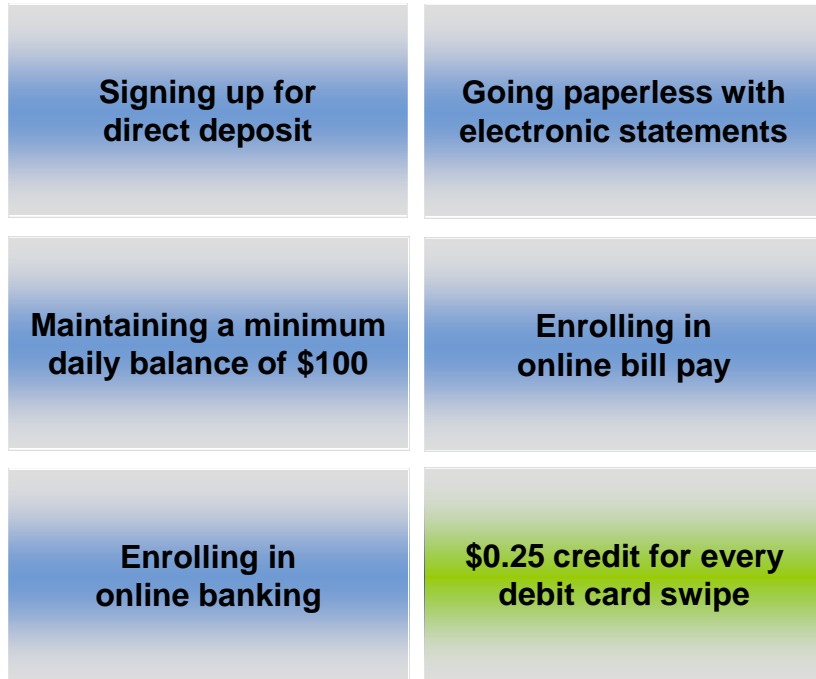 Signing up for
direct deposit
Going paperless with
electronic statements
Maintaining a minimum
daily balance of $100
Enrolling in
online bill pay
Enrolling in
online banking
$0.25 credit for every
debit card swipe